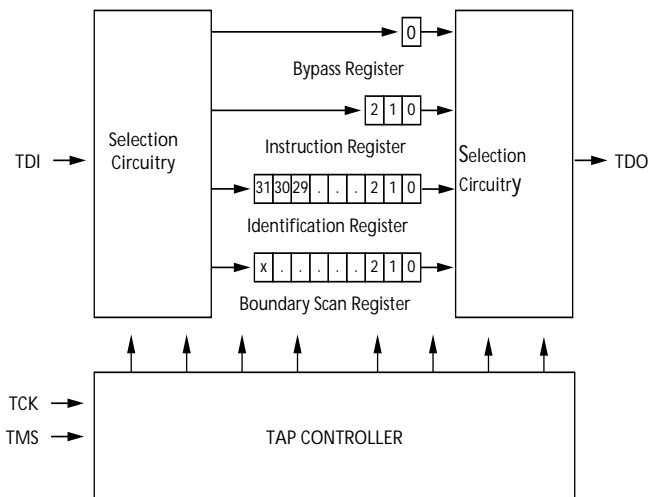 0
Bypass Register
2 1 0
Selection
Circuitry
Instruction Register
Selection
Circuitry
TDI
TDO
31 30 29 . . . 2 1 0
Identification Register
x . . . . . 2 1 0
Boundary Scan Register
TCK
TMS
TAP CONTROLLER